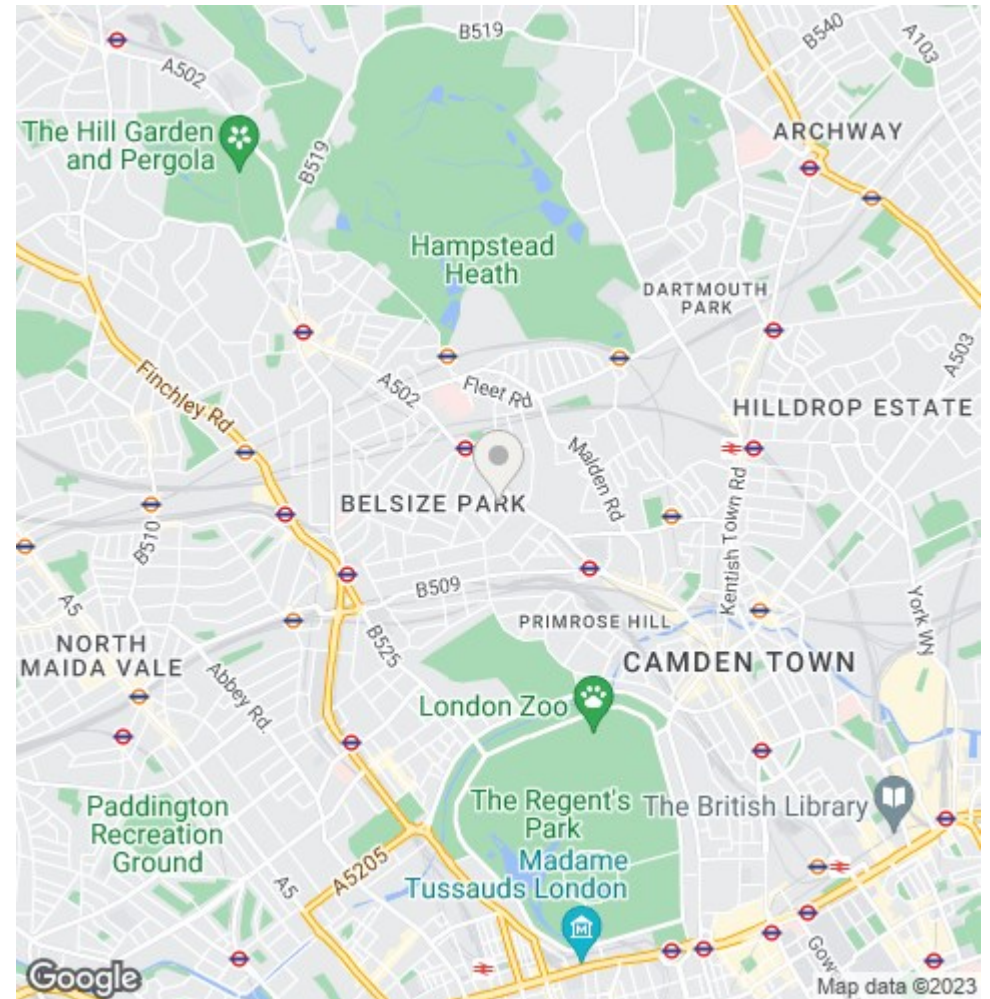 B519
B540
A103
A502
The Hill Garden
and Pergola
B519
ARCHWAY
Hampstead
Heath
DARTMOUTH
PARK
A503
Finchley Rd
A502
Fleet Rd
HILLDROP ESTATE
Malden Rd
BELSIZE PARK
Kentish Town Rd
B510
B509
A5
York Wy
PRIMROSE HILL
NORTH
MAIDA VALE
B525
CAMDEN TOWN
Abbey Rd.
London Zoo
Paddington
Recreation
Ground
The Regent's
Park
The British Library
A5205
Madame
Tussauds London
A5
Gow
Google
Map data ©2023